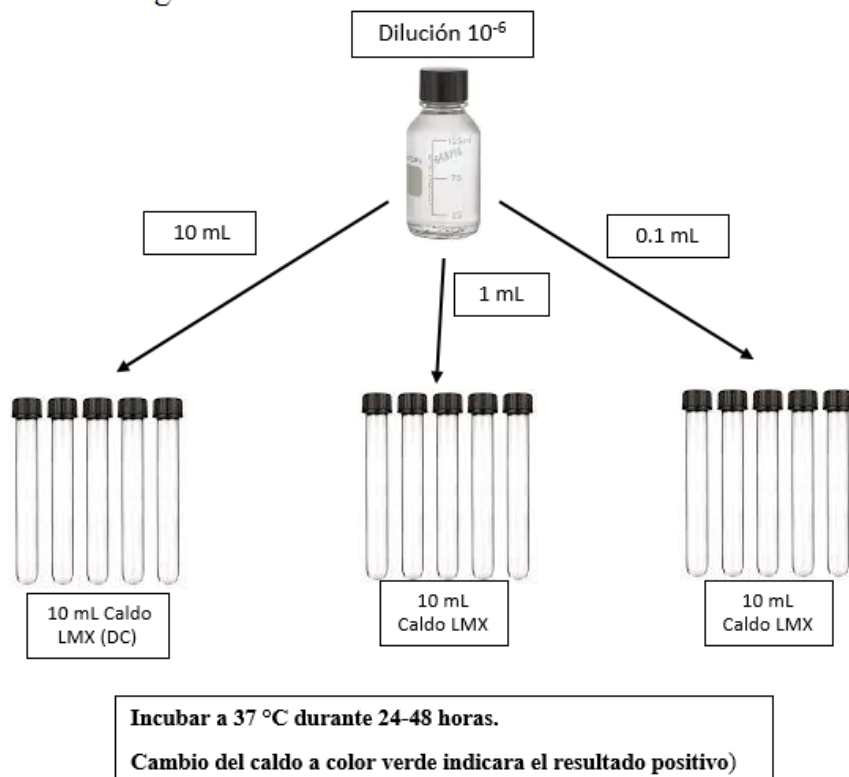 Dilución 10⁻⁶
10 mL
0.1 mL
1 mL
10 mL Caldo
LMX (DC)
10 mL
Caldo LMX
10 mL
Caldo LMX
Incubar a 37 °C durante 24-48 horas.
Cambio del caldo a color verde indicara el resultado positivo)